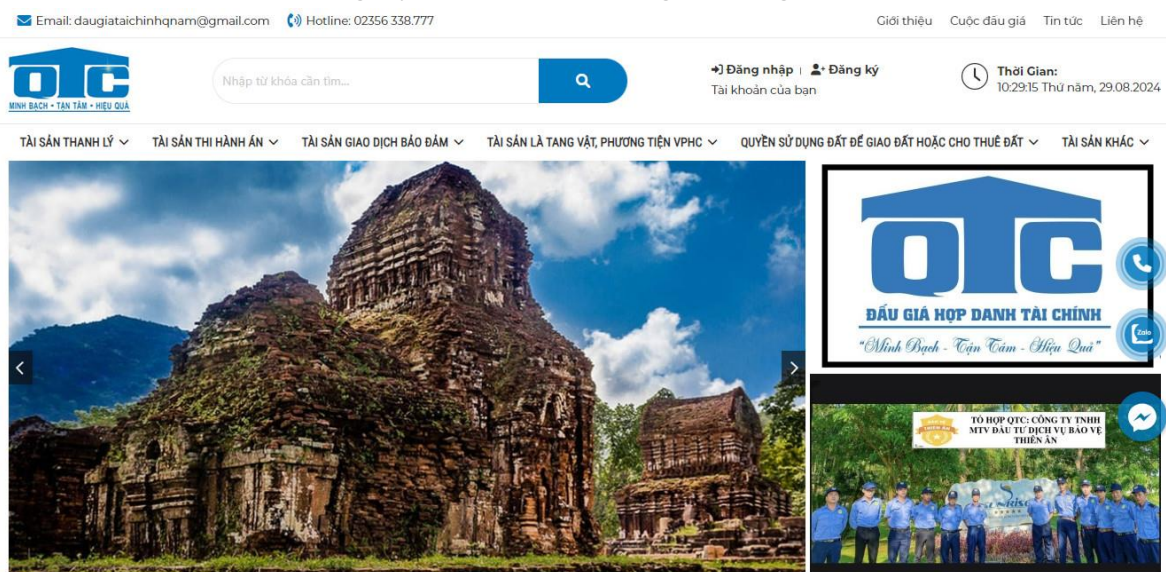 Email: daugiataichinhqnam@gmail.com Hotline: 02356 338.777 Giới thiệu Cuộc đấu giá Tin tức Liên hệ
QTC
MINH BẠCH • TẬN TÂM • HIỆU QUẢ
Nhập từ khóa cần tìm...
Đăng nhập | Đăng ký
Tài khoản của bạn
Thời Gian:
10:29:15 Thứ năm, 29.08.2024
TÀI SẢN THANH LÝ TÀI SẢN THI HÀNH ÁN TÀI SẢN GIAO DỊCH BẢO ĐẢM TÀI SẢN LÀ TANG VẬT, PHƯƠNG TIỆN VPHC QUYỀN SỬ DỤNG ĐẤT ĐỂ GIAO ĐẤT HOẶC CHO THUÊ ĐẤT TÀI SẢN KHÁC
QTC
ĐẤU GIÁ HỢP DANH TÀI CHÍNH
"Minh Bạch - Tận Tâm - Hiệu Quả"
Zalo
TỔ HỢP QTC: CÔNG TY TNHH
MTV ĐẦU TƯ DỊCH VỤ BẢO VỆ
THIÊN ÂN